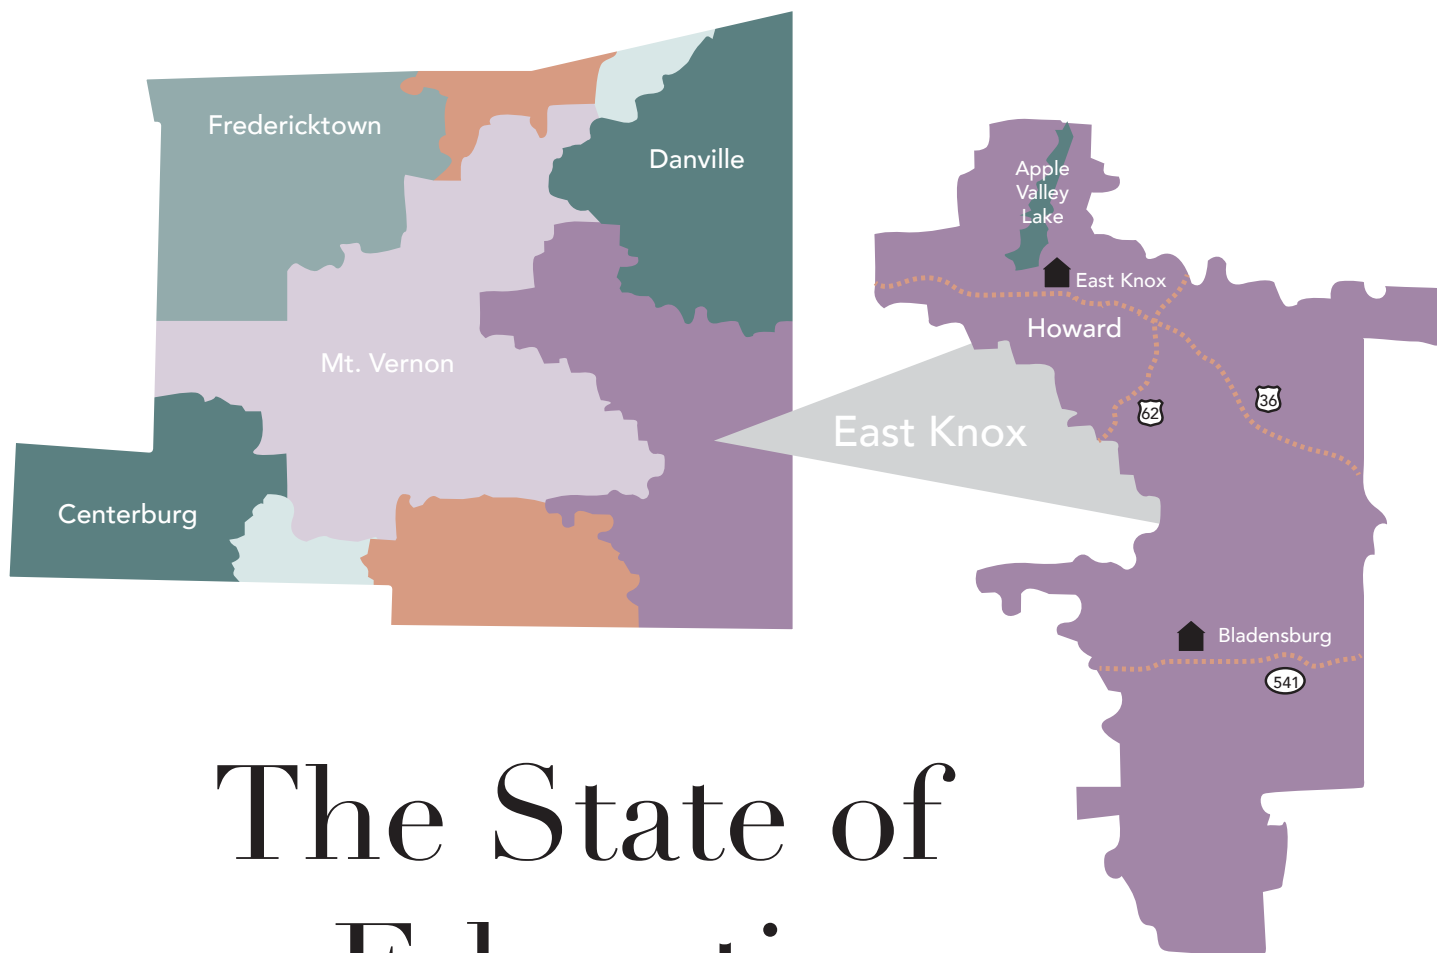 Fredericktown
Danville
Mt. Vernon
Centerburg
East Knox
Apple
Valley
Lake
East Knox
Howard
62
36
Bladensburg
541
The State of